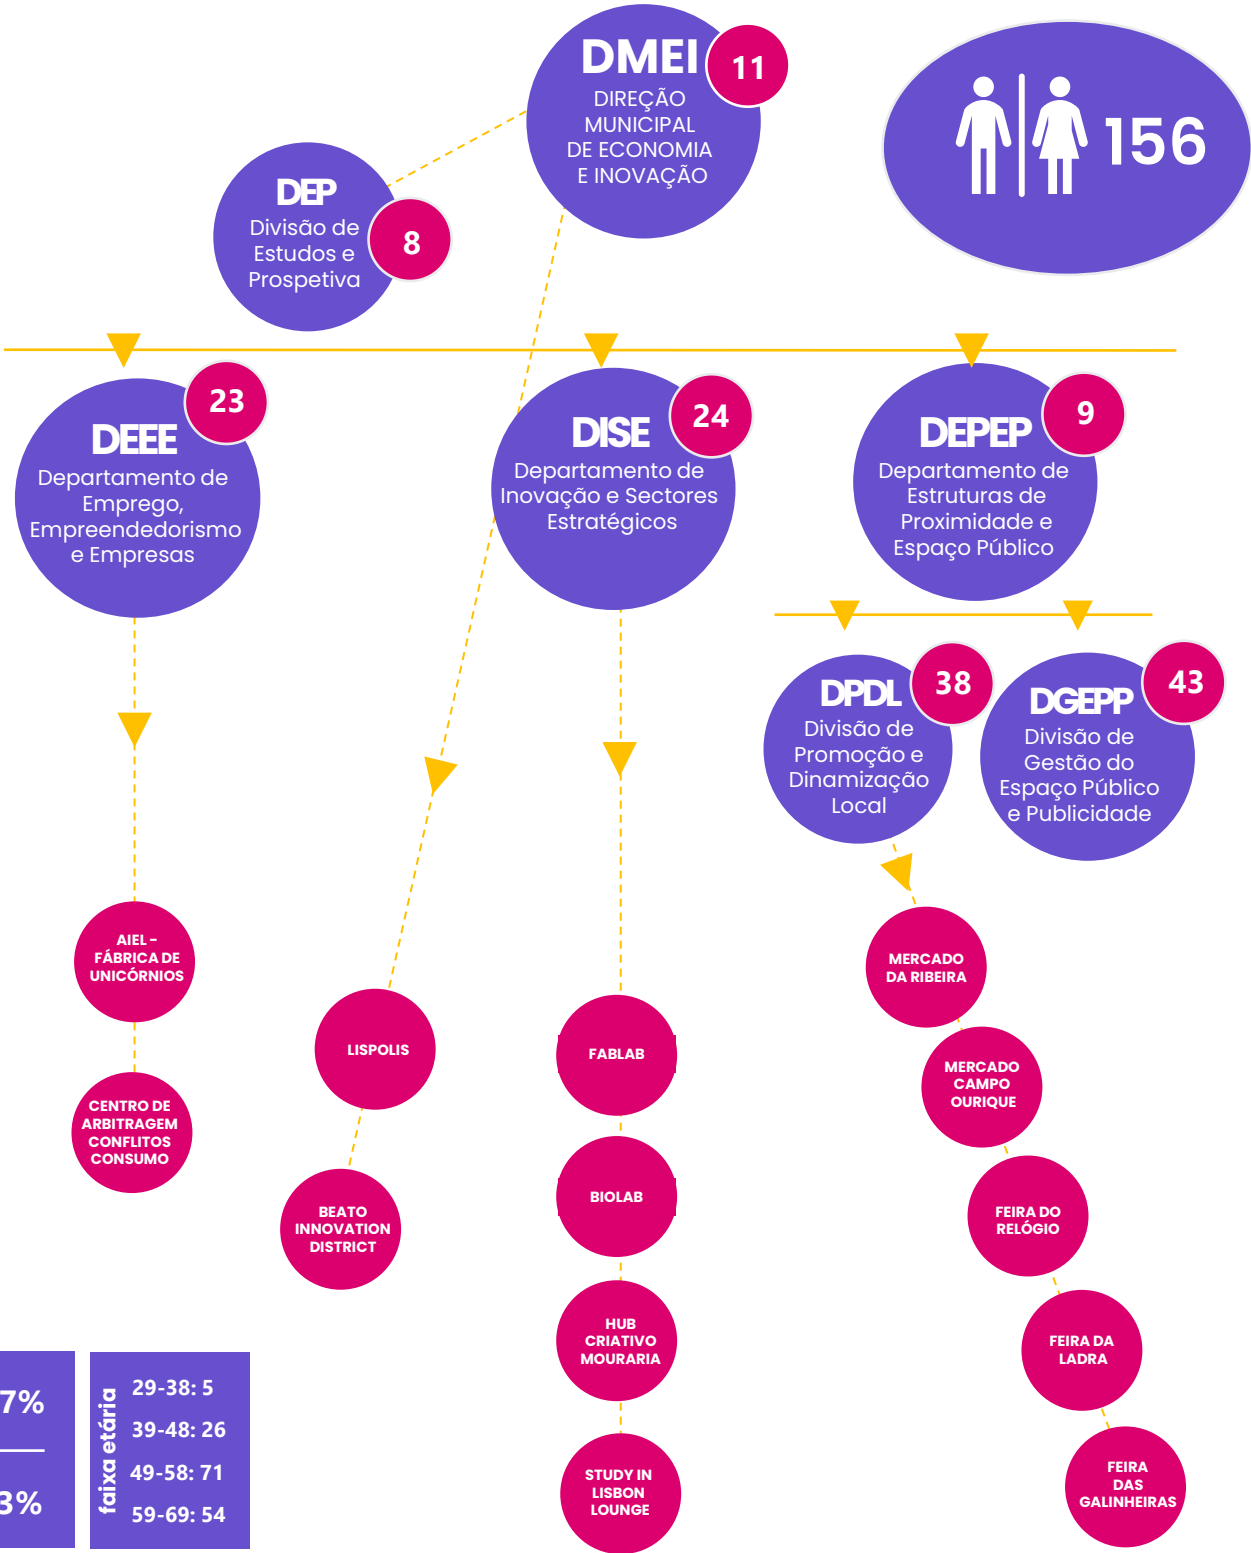 DMEI
11
DIREÇÃO
MUNICIPAL
DE ECONOMIA
E INOVAÇÃO
156
DEP
Divisão de
Estudos e
Prospetiva
8
DEEE
23
Departamento de
Emprego,
Empreendedorismo
e Empresas
DISE
24
Departamento de
Inovação e Sectores
Estratégicos
DEPEP
9
Departamento de
Estruturas de
Proximidade e
Espaço Público
DPDL
38
Divisão de
Promoção e
Dinamização
Local
DGEPP
43
Divisão de
Gestão do
Espaço Público
e Publicidade
AIEL -
FÁBRICA DE
UNICÓRNIOS
CENTRO DE
ARBITRAGEM
CONFLITOS
CONSUMO
LISPOLIS
BEATO
INNOVATION
DISTRICT
FABLAB
BIOLAB
HUB
CRIATIVO
MOURARIA
STUDY IN
LISBON
LOUNGE
MERCADO
DA RIBEIRA
MERCADO
CAMPO
OURIQUE
FEIRA DO
RELÓGIO
FEIRA DA
LADRA
FEIRA
DAS
GALINHEIRAS
7%
3%
faixa etária
29-38: 5
39-48: 26
49-58: 71
59-69: 54